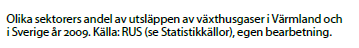 Olika sektorers andel av utsläppen av växthusgaser i Värmland och
i Sverige år 2009. Källa: RUS (se Statistikkällor), egen bearbetning.